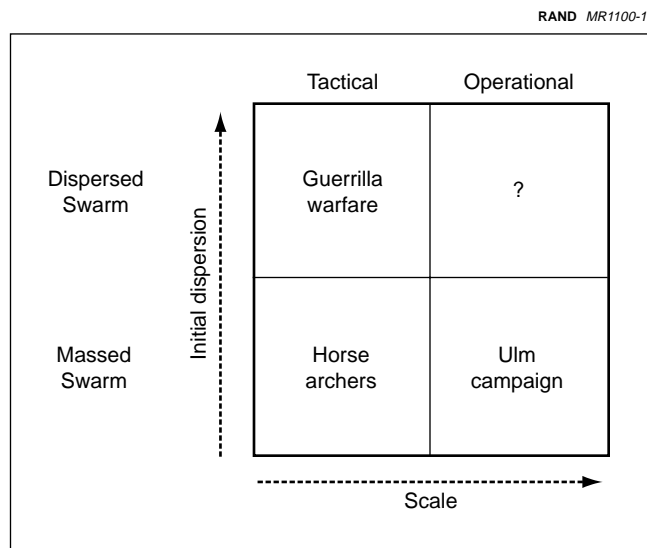 RAND MR1100-1
Tactical
Operational
Dispersed
Swarm
Guerrilla
warfare
?
Initial dispersion
Massed
Swarm
Horse
archers
Ulm
campaign
Scale